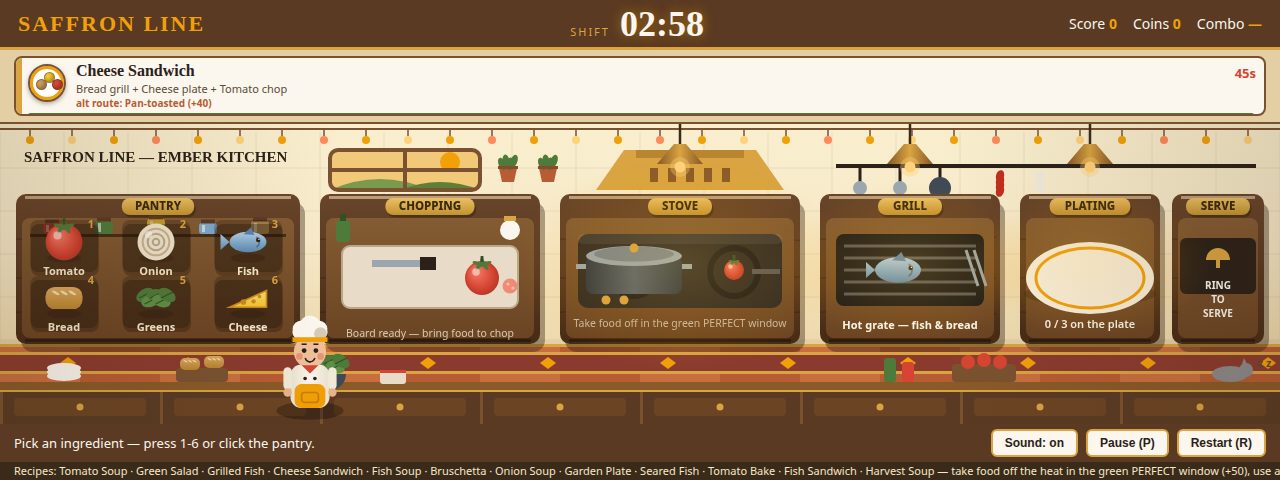 SAFFRON LINE
SHIFT 02:58
Score 0 Coins 0 Combo —
Cheese Sandwich
45s
Bread grill + Cheese plate + Tomato chop
alt route: Pan-toasted (+40)
SAFFRON LINE — EMBER KITCHEN
PANTRY
CHOPPING
STOVE
GRILL
PLATING
SERVE
1
2
3
Tomato
Onion
Fish
4
5
6
Bread
Greens
Cheese
Board ready — bring food to chop
Take food off in the green PERFECT window
Hot grate — fish & bread
0 / 3 on the plate
RING
TO
SERVE
Pick an ingredient — press 1-6 or click the pantry.
Sound: on
Pause (P)
Restart (R)
Recipes: Tomato Soup · Green Salad · Grilled Fish · Cheese Sandwich · Fish Soup · Bruschetta · Onion Soup · Garden Plate · Seared Fish · Tomato Bake · Fish Sandwich · Harvest Soup — take food off the heat in the green PERFECT window (+50), use a